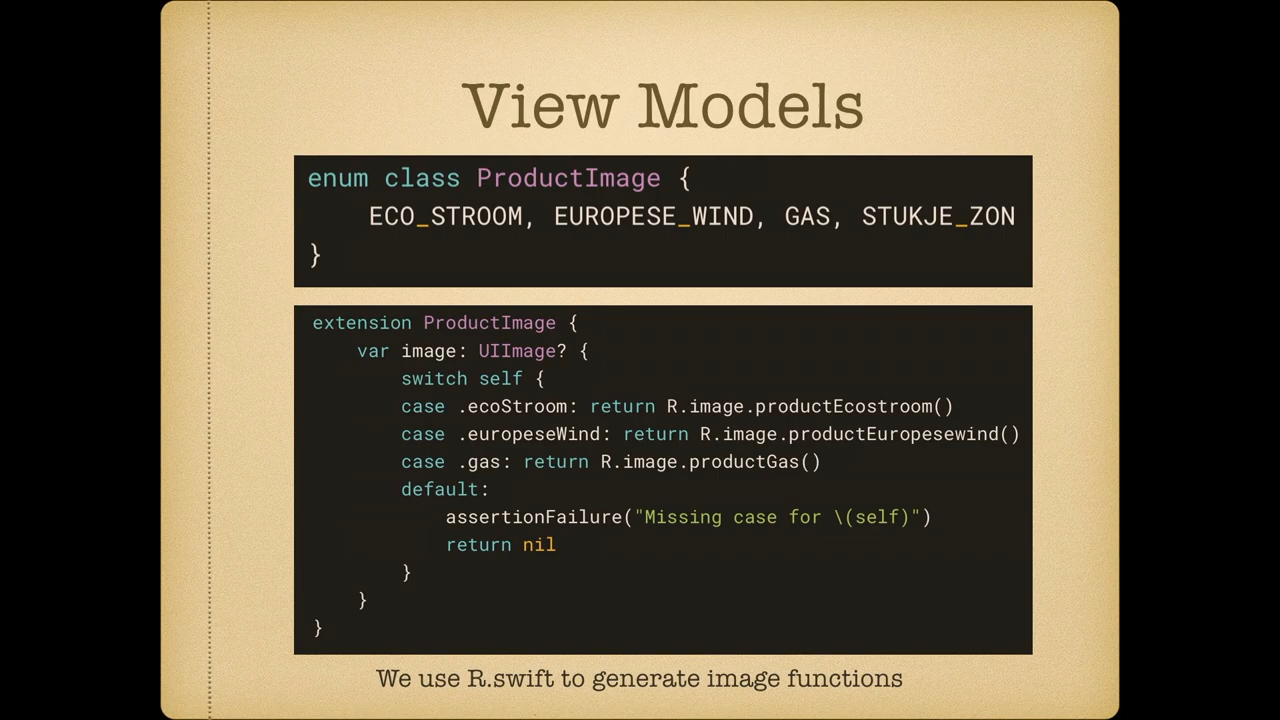 View Models
enum class ProductImage {
    ECO_STROOM, EUROPESE_WIND, GAS, STUKJE_ZON
}
extension ProductImage {
    var image: UIImage? {
        switch self {
        case .ecoStroom: return R.image.productEcostroom()
        case .europeseWind: return R.image.productEuropesewind()
        case .gas: return R.image.productGas()
        default:
            assertionFailure("Missing case for \(self)")
            return nil
        }
    }
}
We use R.swift to generate image functions